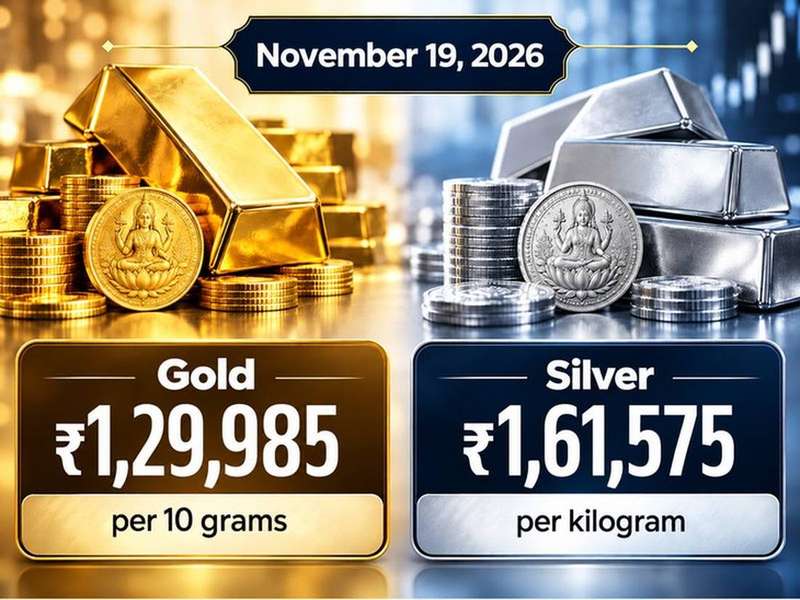 November 19, 2026
Gold
₹1,29,985
per 10 grams
Silver
₹1,61,575
per kilogram